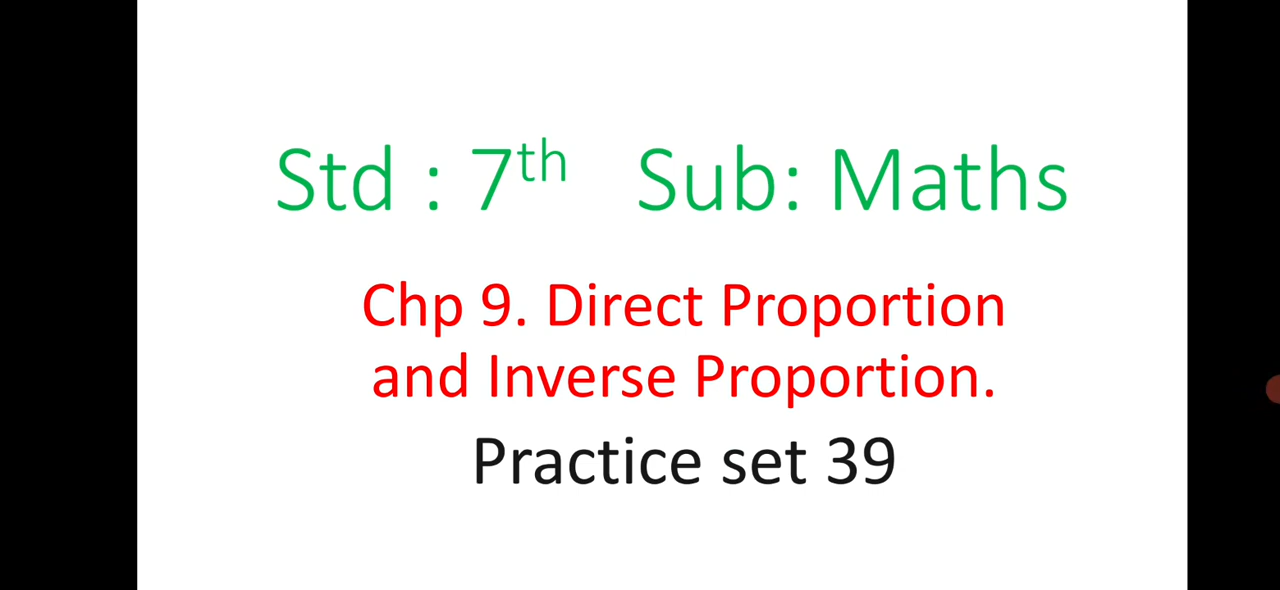 Std : 7th Sub: Maths
Chp 9. Direct Proportion
and Inverse Proportion.
Practice set 39